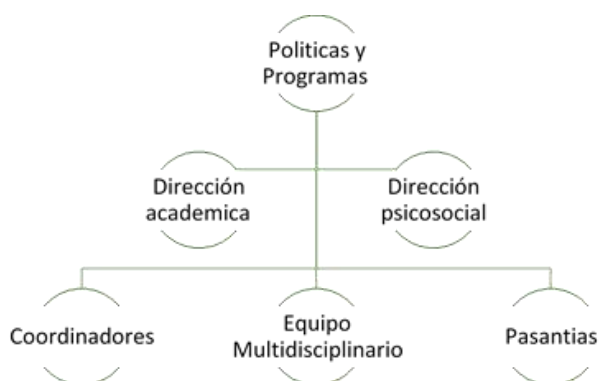 Politicas y
Programas
Dirección
academica
Dirección
psicosocial
Coordinadores
Equipo
Multidisciplinario
Pasantias